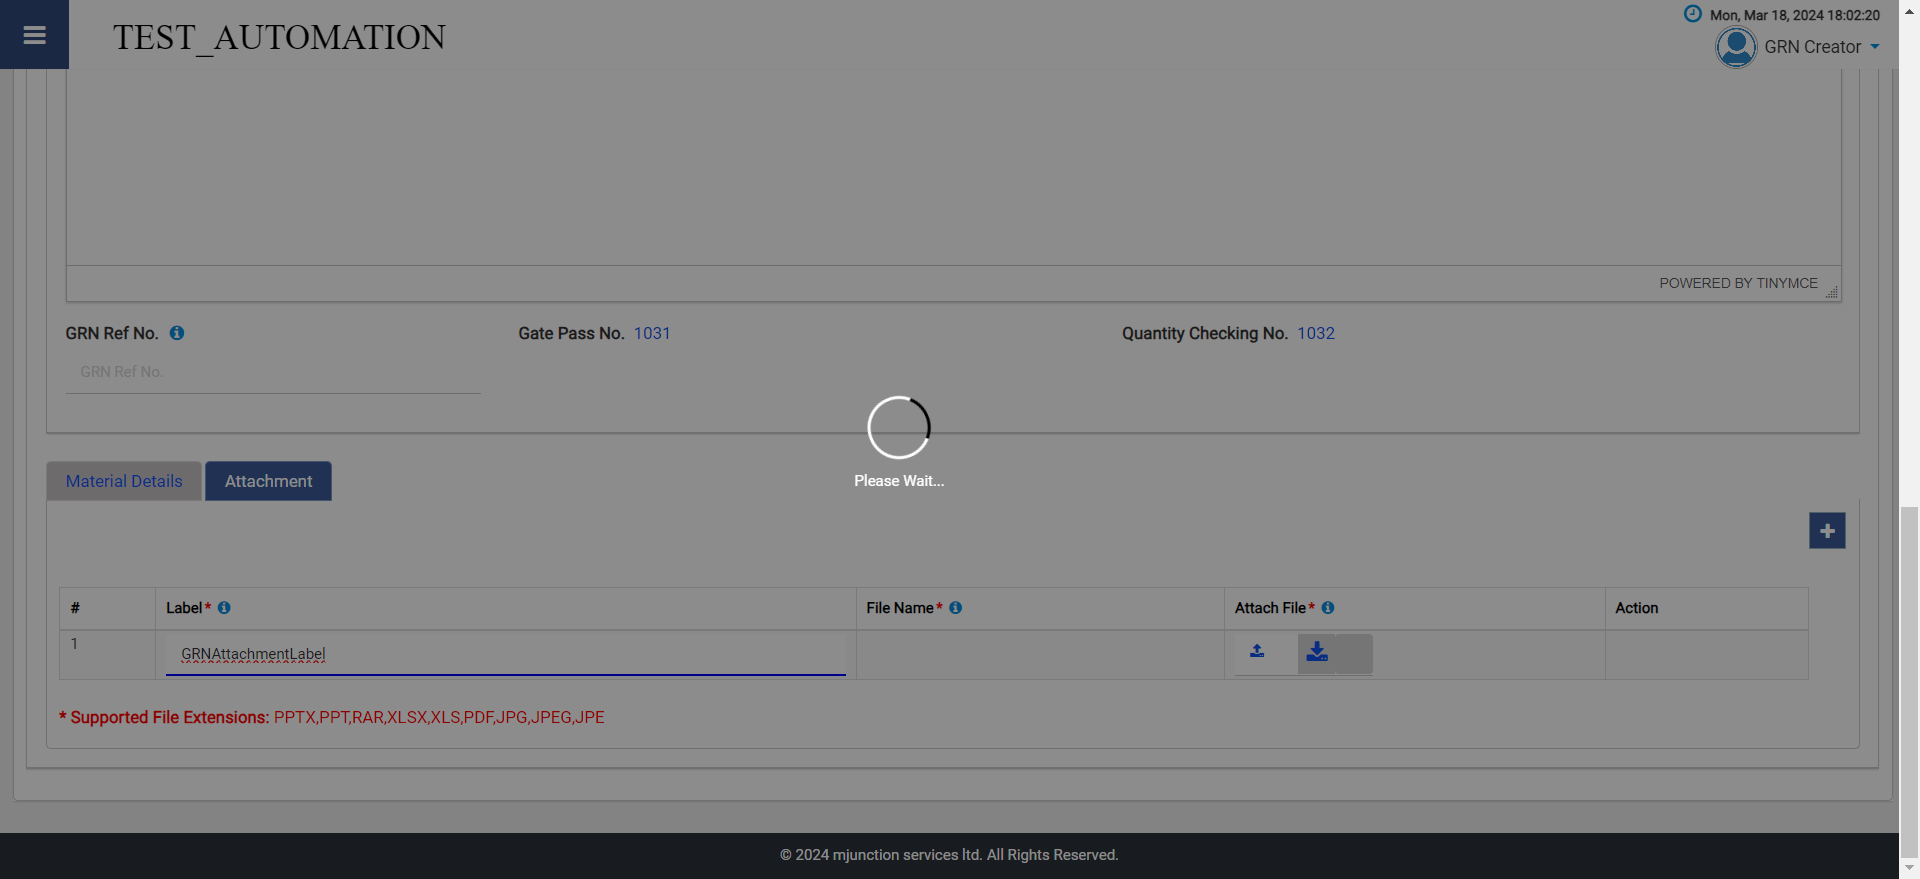 Mon, Mar 18, 2024 18:02:20
TEST_AUTOMATION
GRN Creator
POWERED BY TINYMCE
GRN Ref No. Gate Pass No. 1031 Quantity Checking No. 1032
GRN Ref No.
Please Wait...
Material Details Attachment
# Label* File Name* Attach File* Action
1 GRNAttachmentLabel
* Supported File Extensions: PPTX,PPT,RAR,XLSX,XLS,PDF,JPG,JPEG,JPE
© 2024 mjunction services ltd. All Rights Reserved.